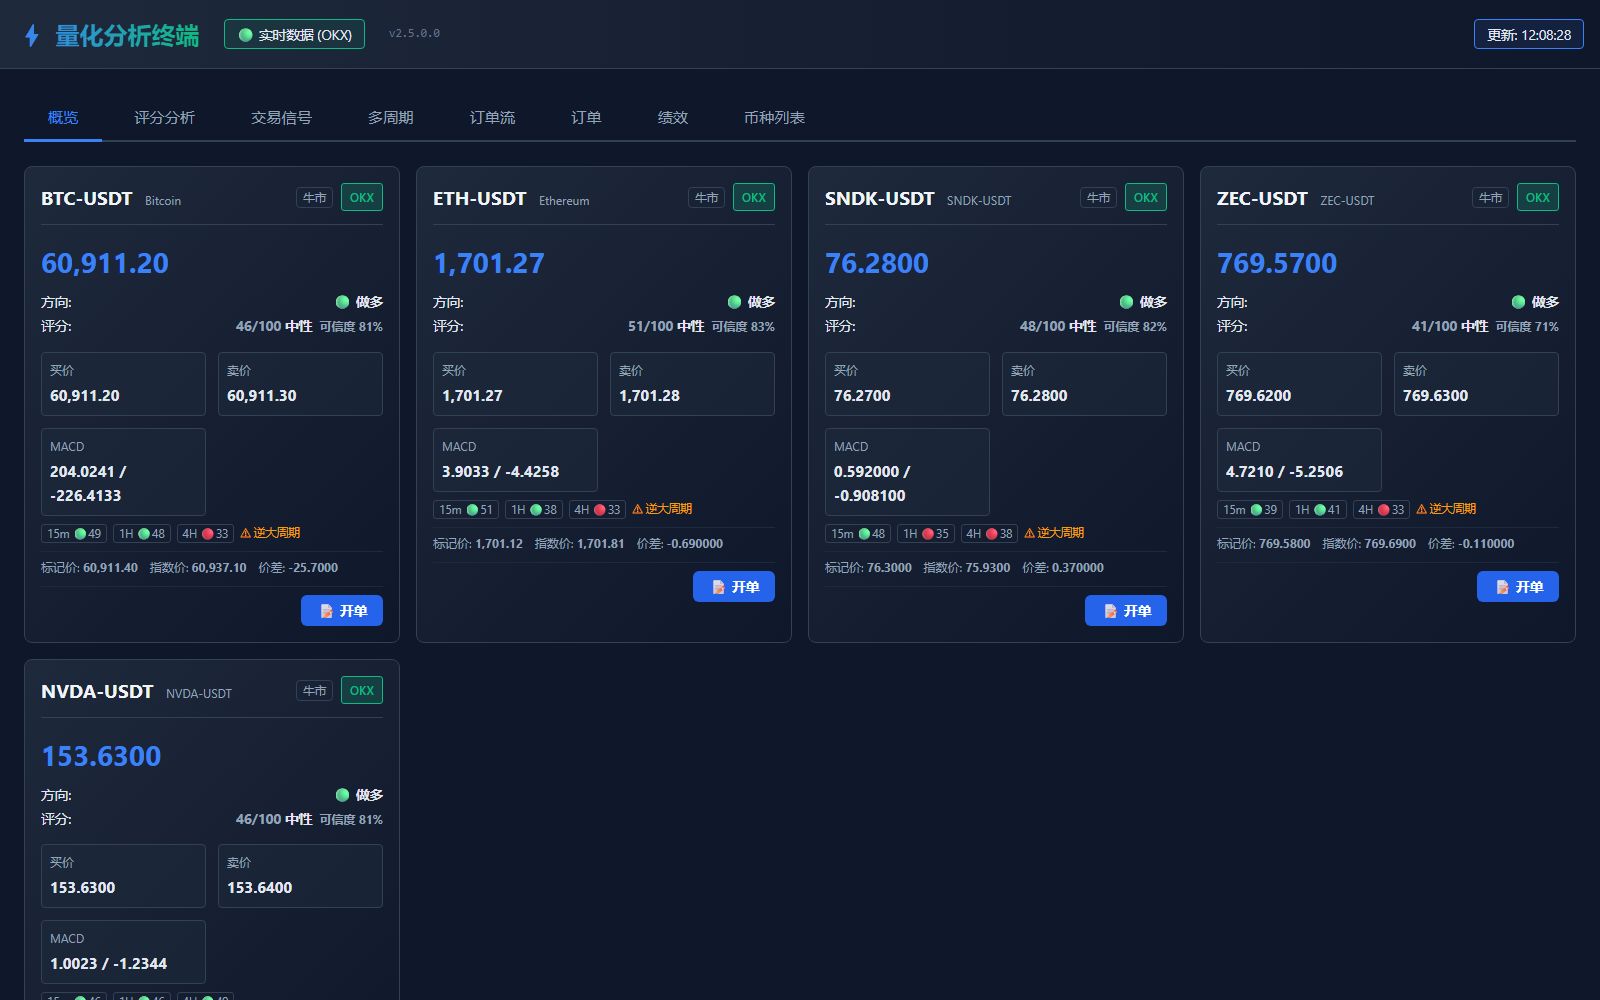 量化分析终端 实时数据 (OKX) v2.5.0.0 更新: 12:08:28
概览 评分分析 交易信号 多周期 订单流 订单 绩效 币种列表
BTC-USDT Bitcoin 牛市 OKX
60,911.20
方向: 做多
评分: 46/100 中性 可信度 81%
买价 卖价
60,911.20 60,911.30
MACD
204.0241 /
-226.4133
15m 49 1H 48 4H 33 ⚠逆大周期
标记价: 60,911.40 指数价: 60,937.10 价差: -25.7000
开单
ETH-USDT Ethereum 牛市 OKX
1,701.27
方向: 做多
评分: 51/100 中性 可信度 83%
买价 卖价
1,701.27 1,701.28
MACD
3.9033 / -4.4258
15m 51 1H 38 4H 33 ⚠逆大周期
标记价: 1,701.12 指数价: 1,701.81 价差: -0.690000
开单
SNDK-USDT SNDK-USDT 牛市 OKX
76.2800
方向: 做多
评分: 48/100 中性 可信度 82%
买价 卖价
76.2700 76.2800
MACD
0.592000 /
-0.908100
15m 48 1H 35 4H 38 ⚠逆大周期
标记价: 76.3000 指数价: 75.9300 价差: 0.370000
开单
ZEC-USDT ZEC-USDT 牛市 OKX
769.5700
方向: 做多
评分: 41/100 中性 可信度 71%
买价 卖价
769.6200 769.6300
MACD
4.7210 / -5.2506
15m 39 1H 41 4H 33 ⚠逆大周期
标记价: 769.5800 指数价: 769.6900 价差: -0.110000
开单
NVDA-USDT NVDA-USDT 牛市 OKX
153.6300
方向: 做多
评分: 46/100 中性 可信度 81%
买价 卖价
153.6300 153.6400
MACD
1.0023 / -1.2344